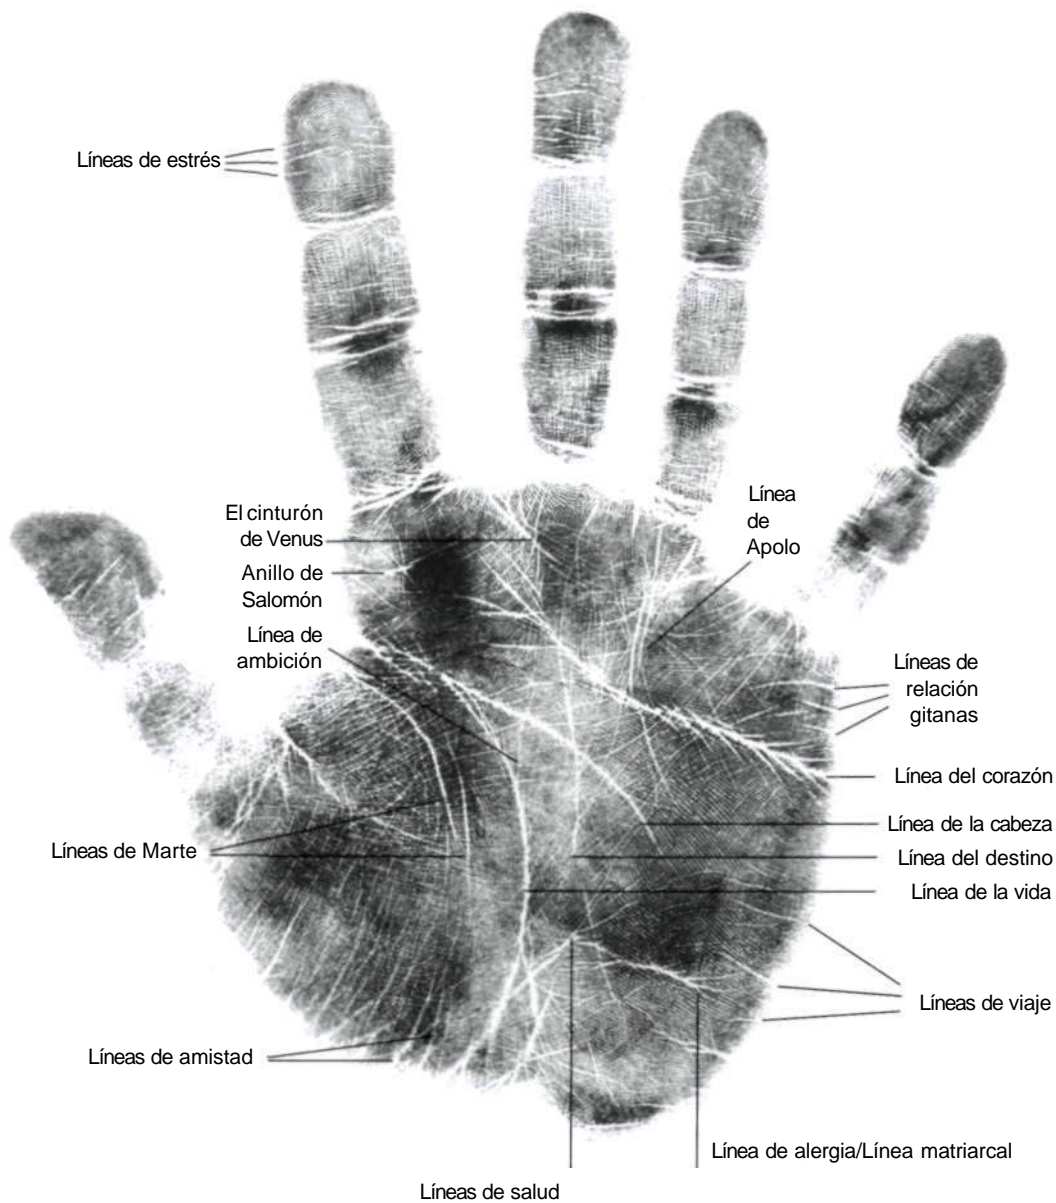 Líneas de estrés
El cinturón
de Venus
Anillo de
Salomón
Línea de
ambición
Línea
de
Apolo
Líneas de
relación
gitanas
Línea del corazón
Línea de la cabeza
Línea del destino
Línea de la vida
Líneas de Marte
Líneas de viaje
Líneas de amistad
Línea de alergia/Línea matriarcal
Líneas de salud